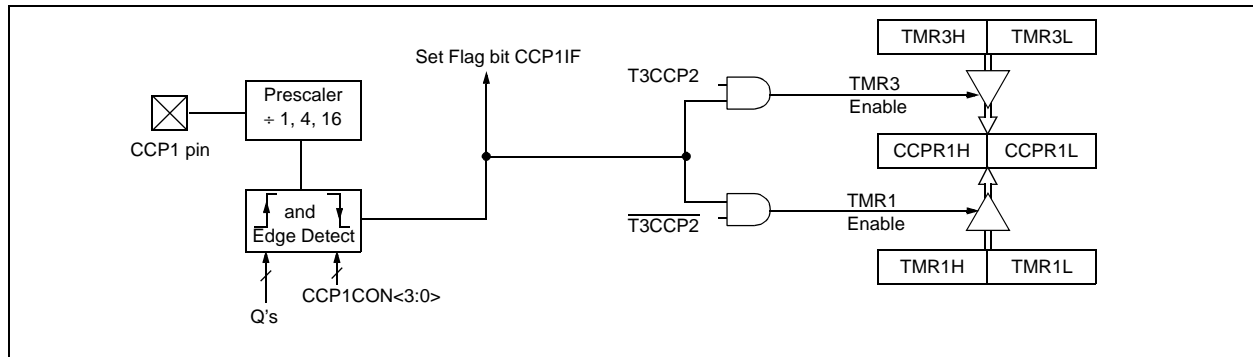 TMR3H TMR3L
Set Flag bit CCP1IF
T3CCP2
TMR3
Enable
Prescaler
÷ 1, 4, 16
CCP1 pin
CCPR1H CCPR1L
and
Edge Detect
TMR1
Enable
T3CCP2
TMR1H TMR1L
CCP1CON<3:0>
Q's